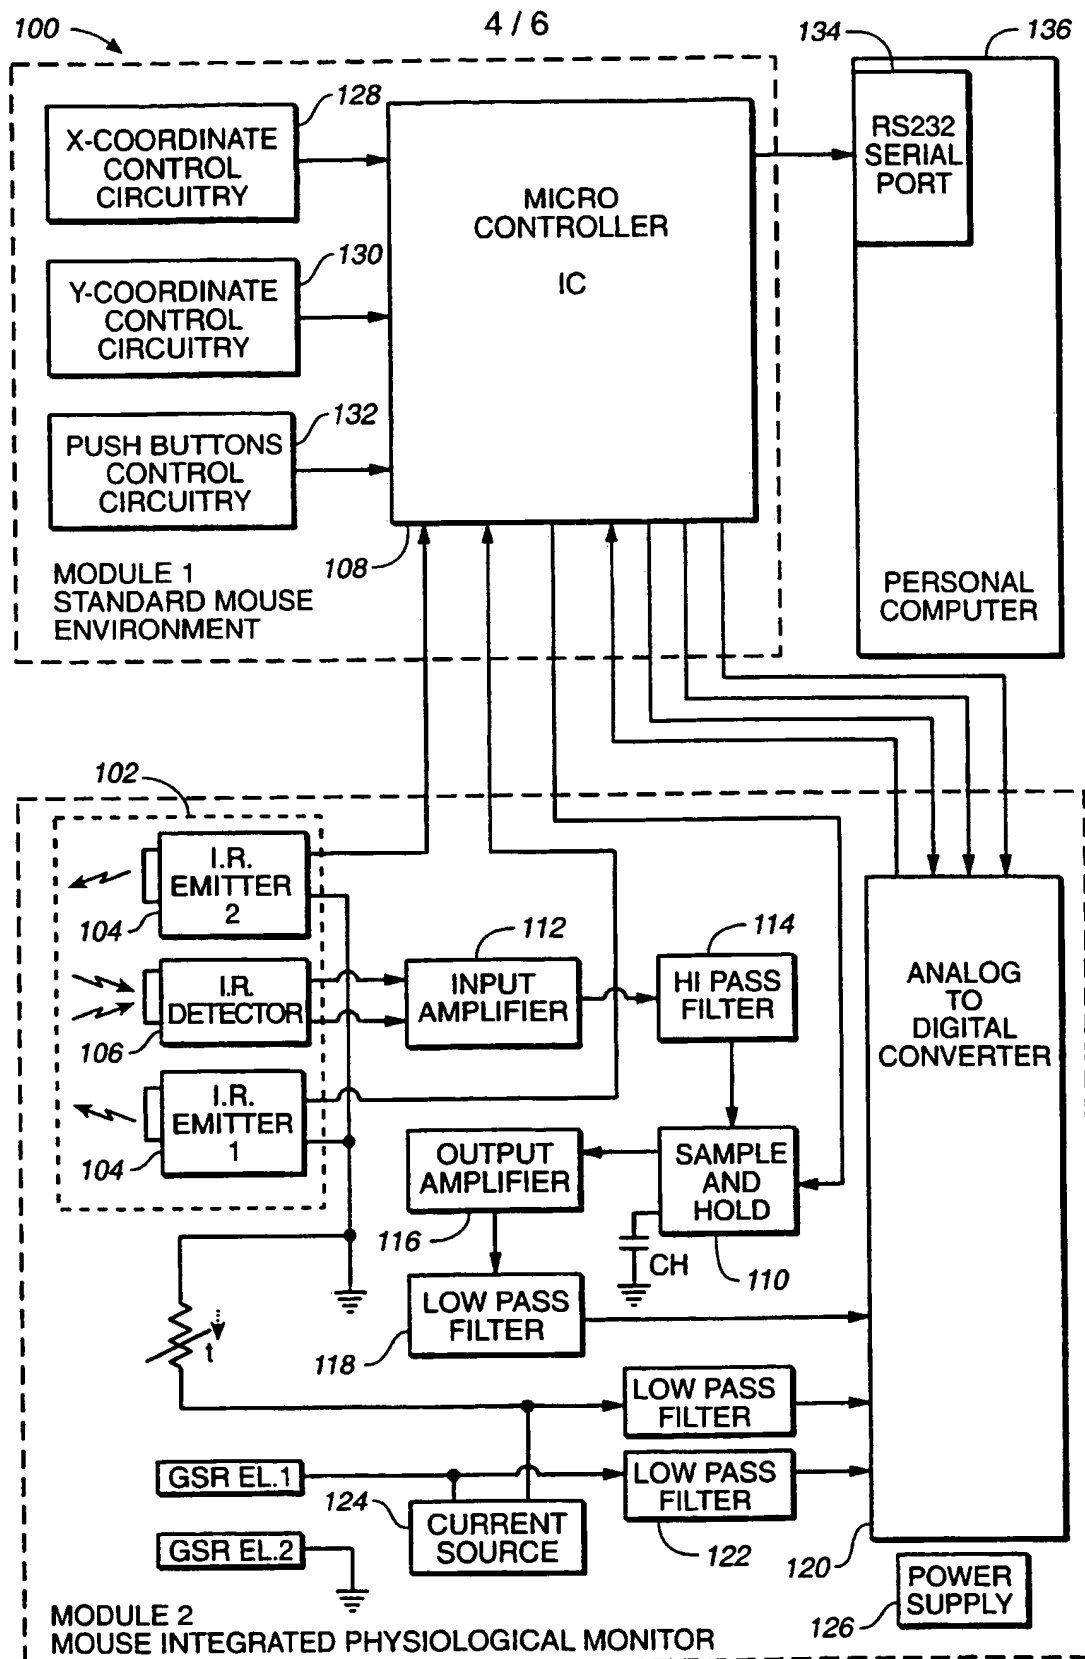 4 / 6
100
134
136
128
X-COORDINATE
CONTROL
CIRCUITRY
MICRO
CONTROLLER
IC
RS232
SERIAL
PORT
130
Y-COORDINATE
CONTROL
CIRCUITRY
132
PUSH BUTTONS
CONTROL
CIRCUITRY
108
MODULE 1
STANDARD MOUSE
ENVIRONMENT
PERSONAL
COMPUTER
102
I.R.
EMITTER
2
104
112
114
I.R.
DETECTOR
106
INPUT
AMPLIFIER
HI PASS
FILTER
ANALOG
TO
DIGITAL
CONVERTER
I.R.
EMITTER
1
104
OUTPUT
AMPLIFIER
116
SAMPLE
AND
HOLD
CH
110
LOW PASS
FILTER
118
t
LOW PASS
FILTER
GSR EL.1
LOW PASS
FILTER
124
CURRENT
SOURCE
122
GSR EL.2
120
POWER
SUPPLY
126
MODULE 2
MOUSE INTEGRATED PHYSIOLOGICAL MONITOR